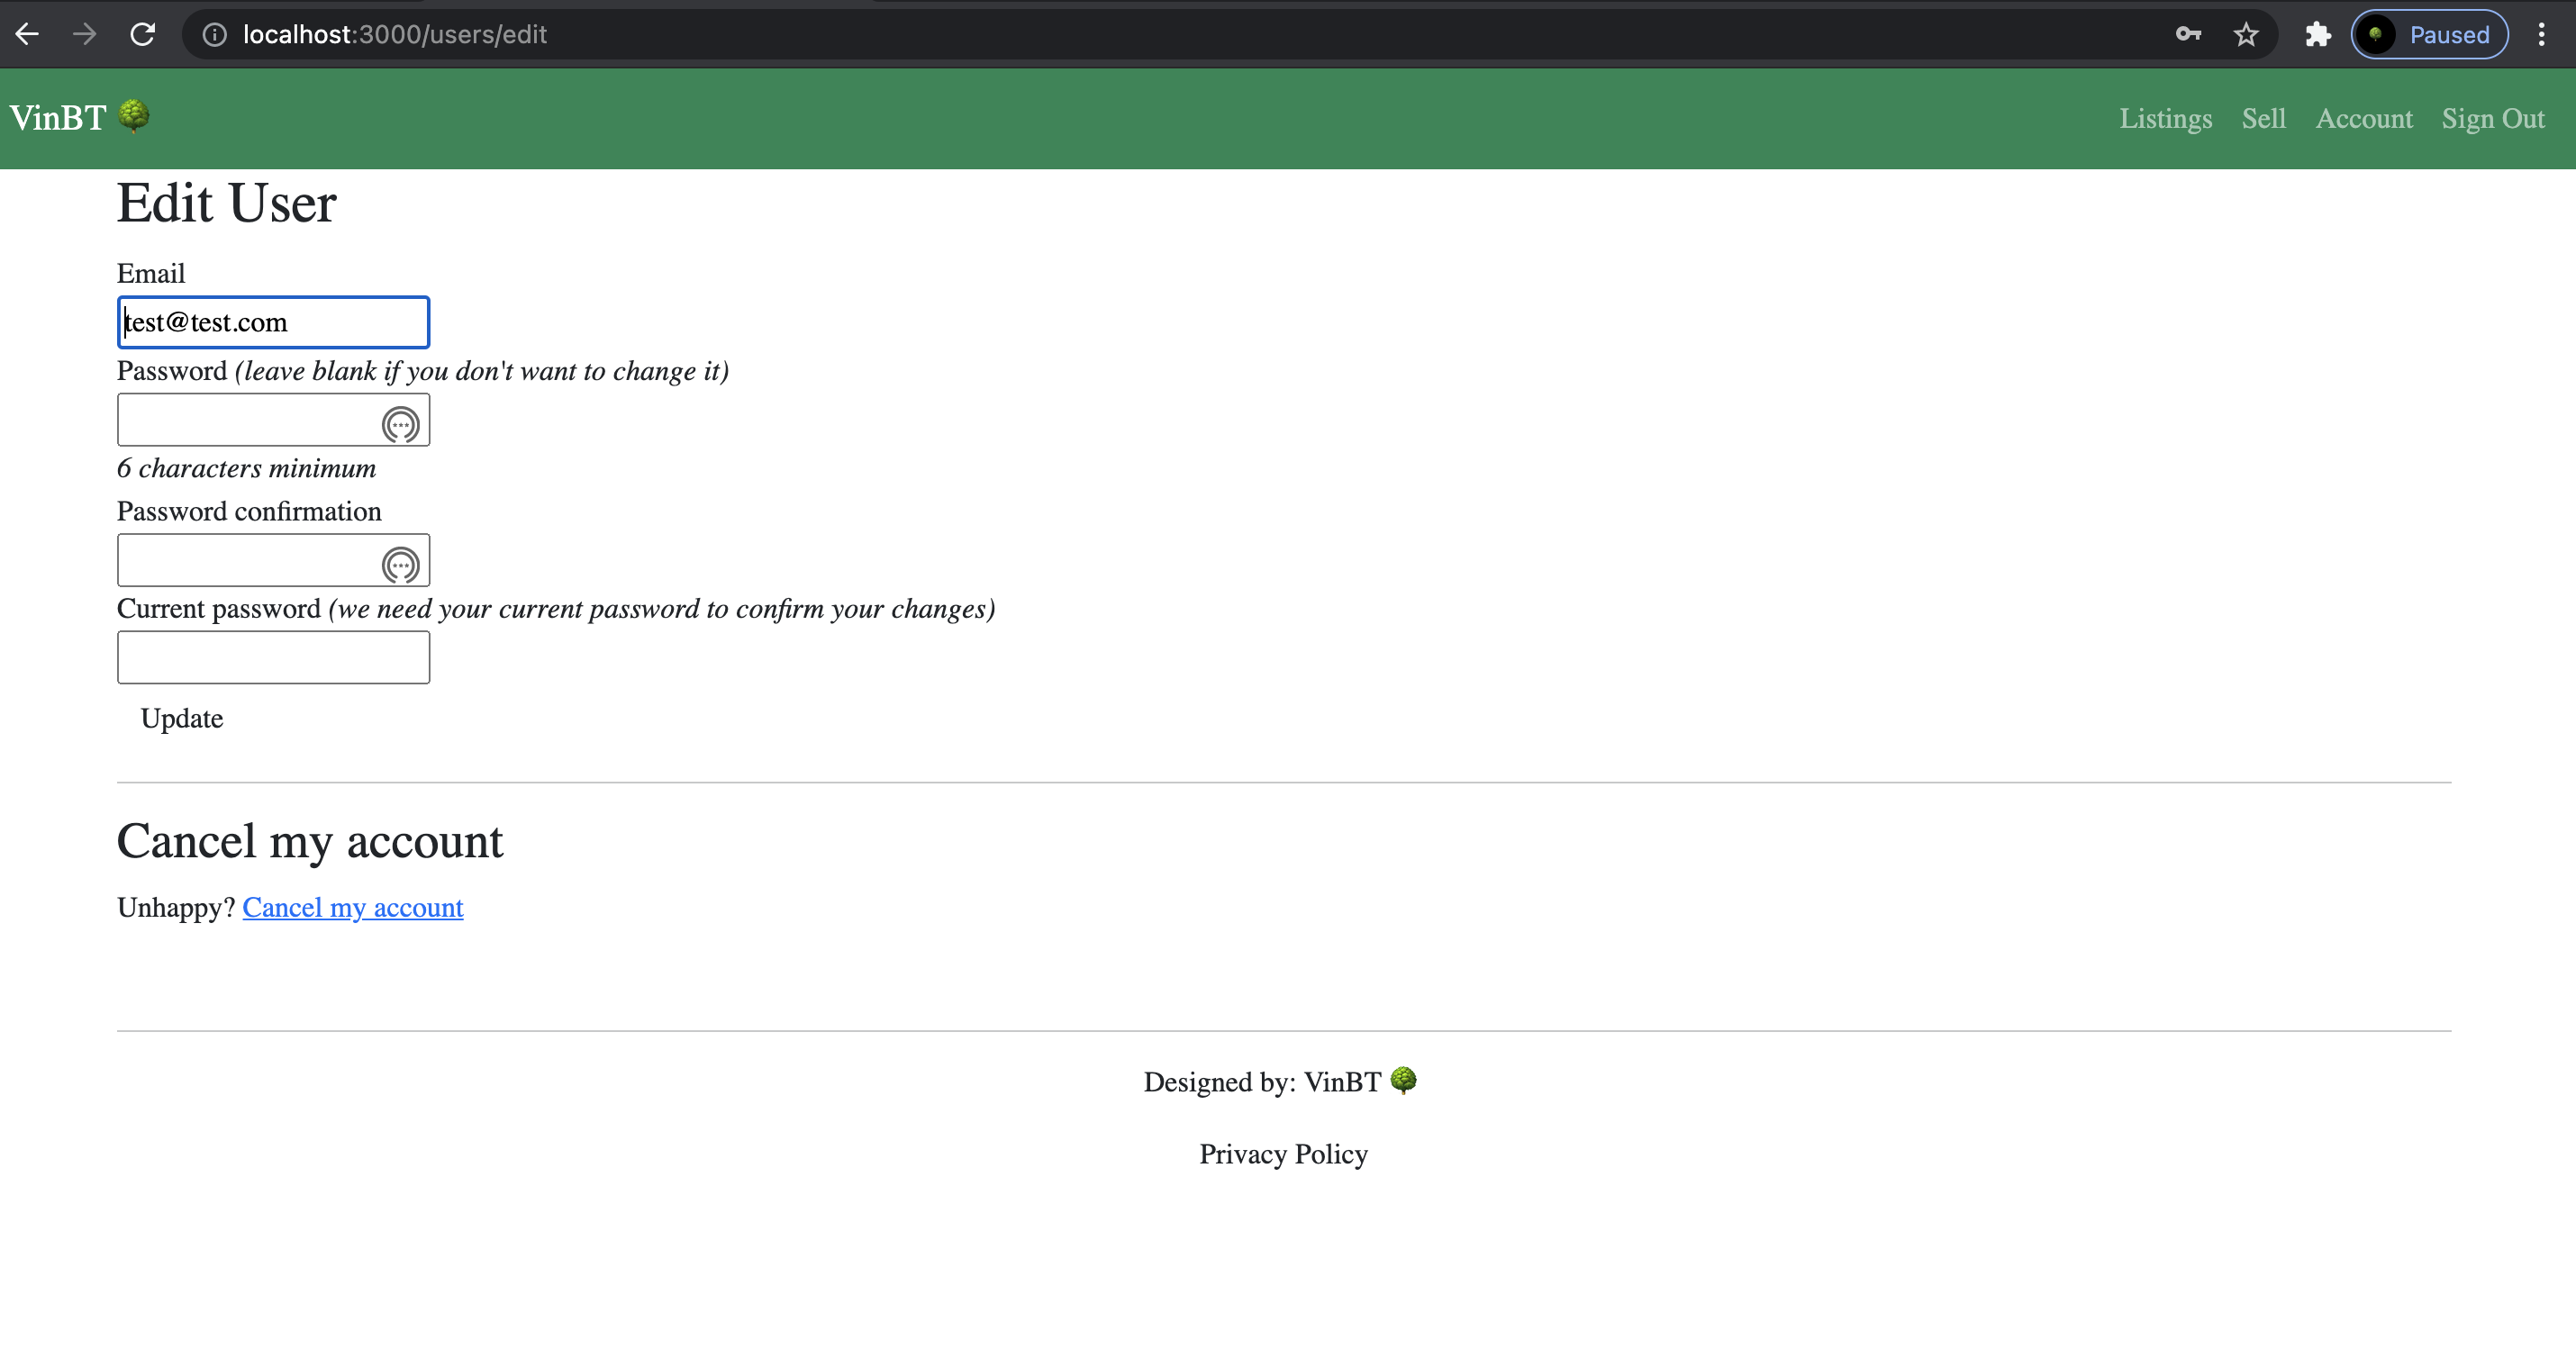 localhost:3000/users/edit
Paused
VinBT
Listings Sell Account Sign Out
Edit User
Email
test@test.com
Password (leave blank if you don't want to change it)
6 characters minimum
Password confirmation
Current password (we need your current password to confirm your changes)
Update
Cancel my account
Unhappy? Cancel my account
Designed by: VinBT
Privacy Policy